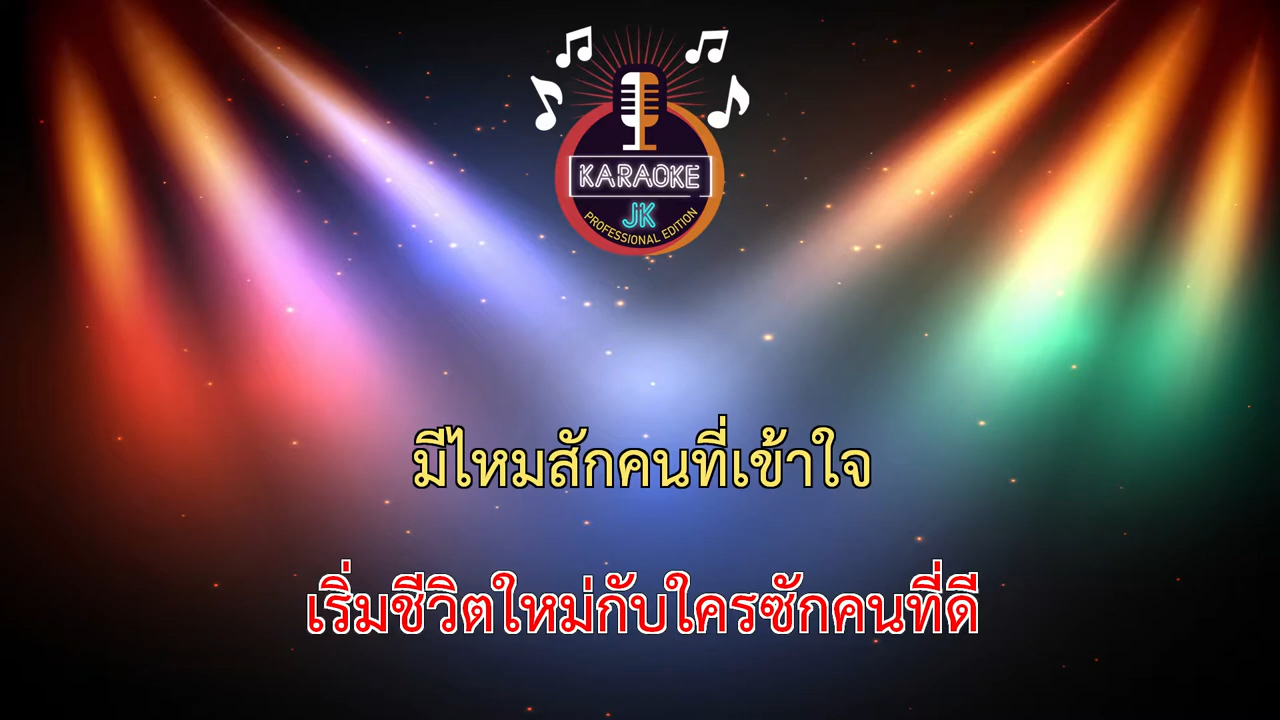 KARAOKE
JK
PROFESSIONAL EDITION
มีไหมสักคนที่เข้าใจ
เริ่มชีวิตใหม่กับใครซักคนที่ดี